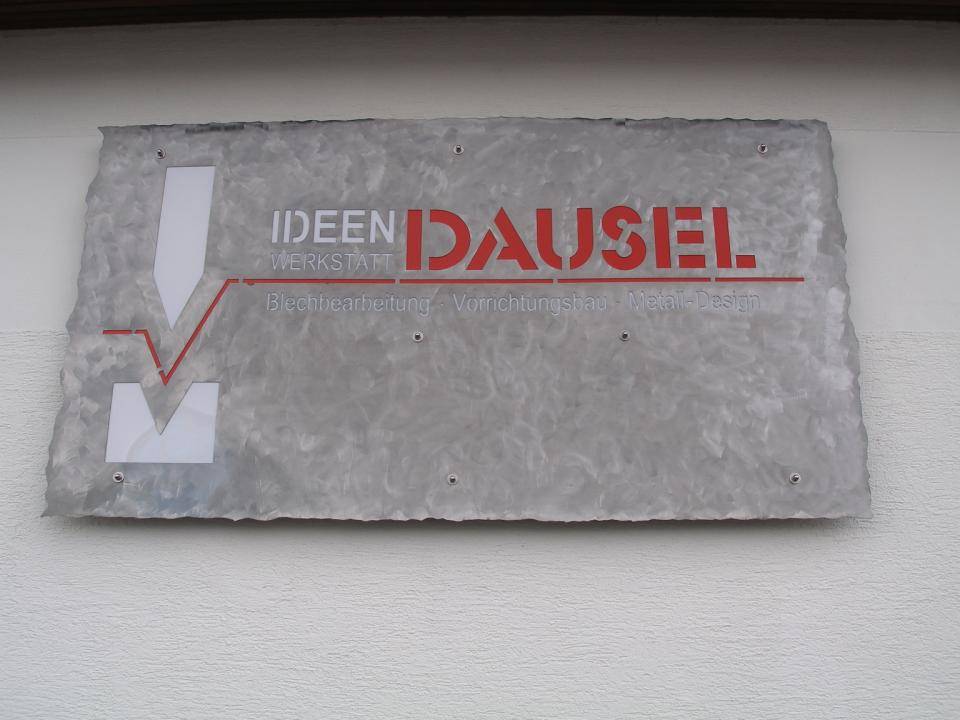 IDEEN DAUSEL
WERKSTATT
Blechbearbeitung · Vorrichtungsbau · Metall-Design